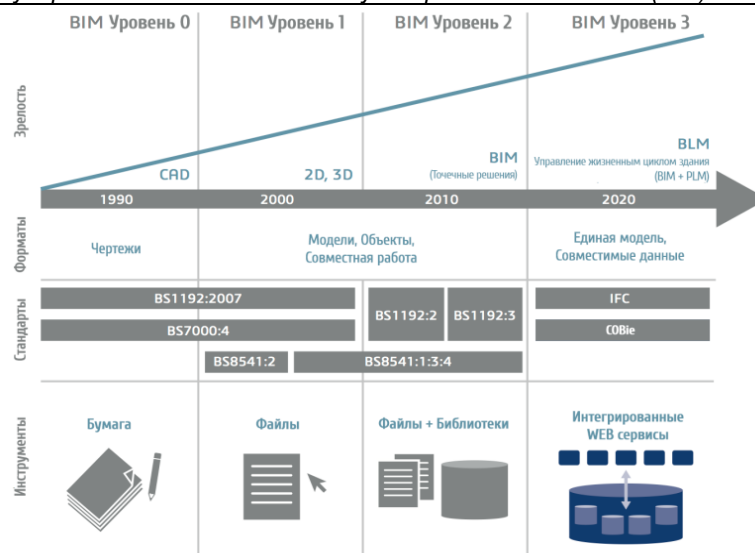 BIM Уровень 0
BIM Уровень 1
BIM Уровень 2
BIM Уровень 3
Зрелость
CAD
2D, 3D
BIM
(Точечные решения)
BLM
Управление жизненным циклом здания
(BIM + PLM)
1990
2000
2010
2020
Форматы
Чертежи
Модели, Объекты,
Совместная работа
Единая модель,
Совместимые данные
Стандарты
BS1192:2007
BS7000:4
BS1192:2
BS1192:3
IFC
COBie
BS8541:2
BS8541:1:3:4
Инструменты
Бумага
Файлы
Файлы + Библиотеки
Интегрированные
WEB сервисы